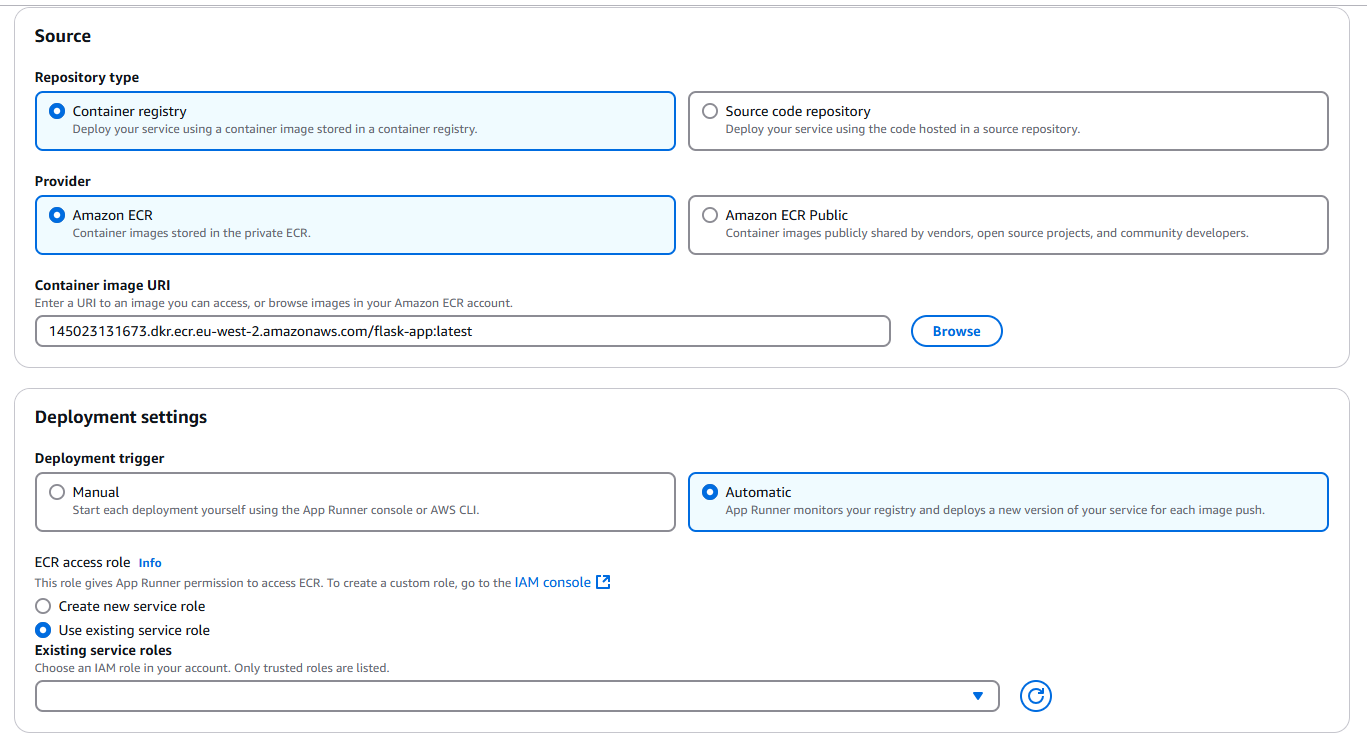 Source
Repository type
Container registry
Deploy your service using a container image stored in a container registry.
Source code repository
Deploy your service using the code hosted in a source repository.
Provider
Amazon ECR
Container images stored in the private ECR.
Amazon ECR Public
Container images publicly shared by vendors, open source projects, and community developers.
Container image URI
Enter a URI to an image you can access, or browse images in your Amazon ECR account.
145023131673.dkr.ecr.eu-west-2.amazonaws.com/flask-app:latest
Browse
Deployment settings
Deployment trigger
Manual
Start each deployment yourself using the App Runner console or AWS CLI.
Automatic
App Runner monitors your registry and deploys a new version of your service for each image push.
ECR access role Info
This role gives App Runner permission to access ECR. To create a custom role, go to the IAM console
Create new service role
Use existing service role
Existing service roles
Choose an IAM role in your account. Only trusted roles are listed.